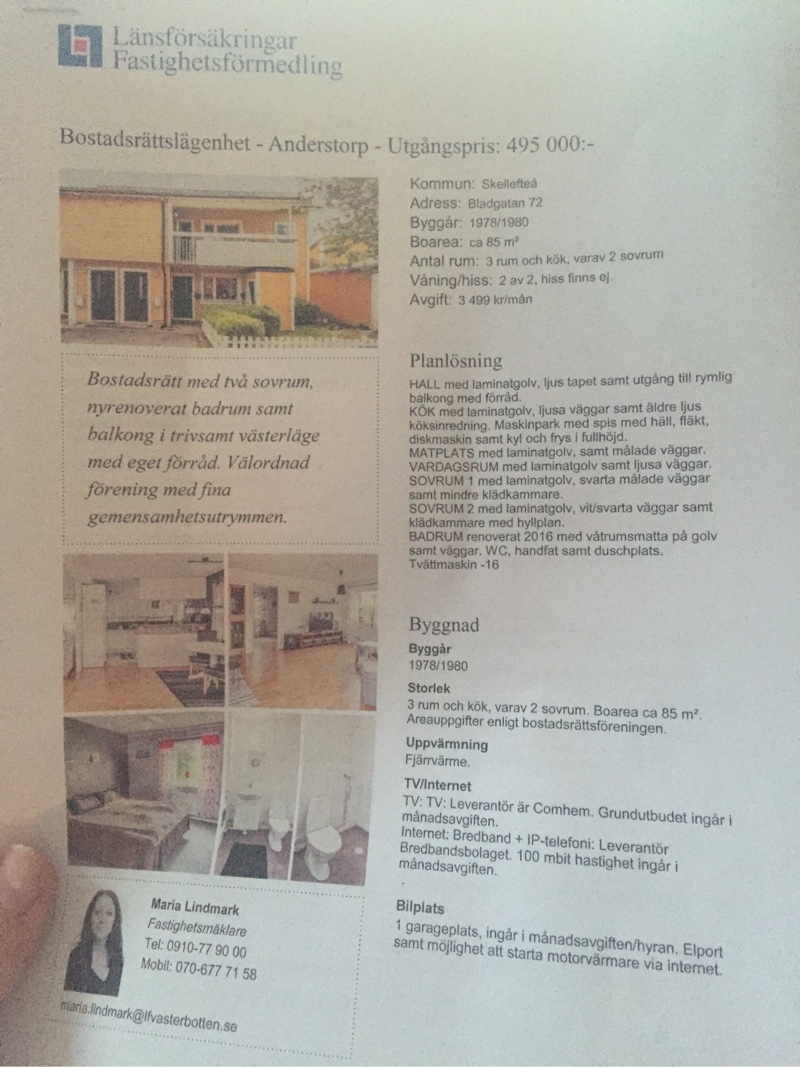 Länsförsäkringar
Fastighetsförmedling
Bostadsrättslägenhet - Anderstorp - Utgångspris: 495 000:-
Kommun: Skellefteå
Adress: Bladgatan 72
Byggår: 1978/1980
Boarea: ca 85 m²
Antal rum: 3 rum och kök, varav 2 sovrum
Våning/hiss: 2 av 2, hiss finns ej.
Avgift: 3 499 kr/mån
Bostadsrätt med två sovrum,
nyrenoverat badrum samt
balkong i trivsamt västerläge
med eget förråd. Välordnad
förening med fina
gemensamhetsutrymmen.
Planlösning
HALL med laminatgolv, ljus tapet samt utgång till rymlig
balkong med förråd.
KÖK med laminatgolv, ljusa väggar samt äldre ljus
köksinredning. Maskinpark med spis med häll, fläkt,
diskmaskin samt kyl och frys i fullhöjd.
MATPLATS med laminatgolv, samt målade väggar.
VARDAGSRUM med laminatgolv samt ljusa väggar.
SOVRUM 1 med laminatgolv, svarta målade väggar
samt mindre klädkammare.
SOVRUM 2 med laminatgolv, vit/svarta väggar samt
klädkammare med hyllplan.
BADRUM renoverat 2016 med våtrumsmatta på golv
samt väggar. WC, handfat samt duschplats.
Tvättmaskin -16
Byggnad
Byggår
1978/1980
Storlek
3 rum och kök, varav 2 sovrum. Boarea ca 85 m².
Areauppgifter enligt bostadsrättsföreningen.
Uppvärmning
Fjärrvärme.
TV/Internet
TV: TV: Leverantör är Comhem. Grundutbudet ingår i
månadsavgiften.
Internet: Bredband + IP-telefoni: Leverantör
Bredbandsbolaget. 100 mbit hastighet ingår i
månadsavgiften.
.
Bilplats
1 garageplats, ingår i månadsavgiften/hyran. Elport
samt möjlighet att starta motorvärmare via internet.
Maria Lindmark
Fastighetsmäklare
Tel: 0910-77 90 00
Mobil: 070-677 71 58
maria.lindmark@lfvasterbotten.se